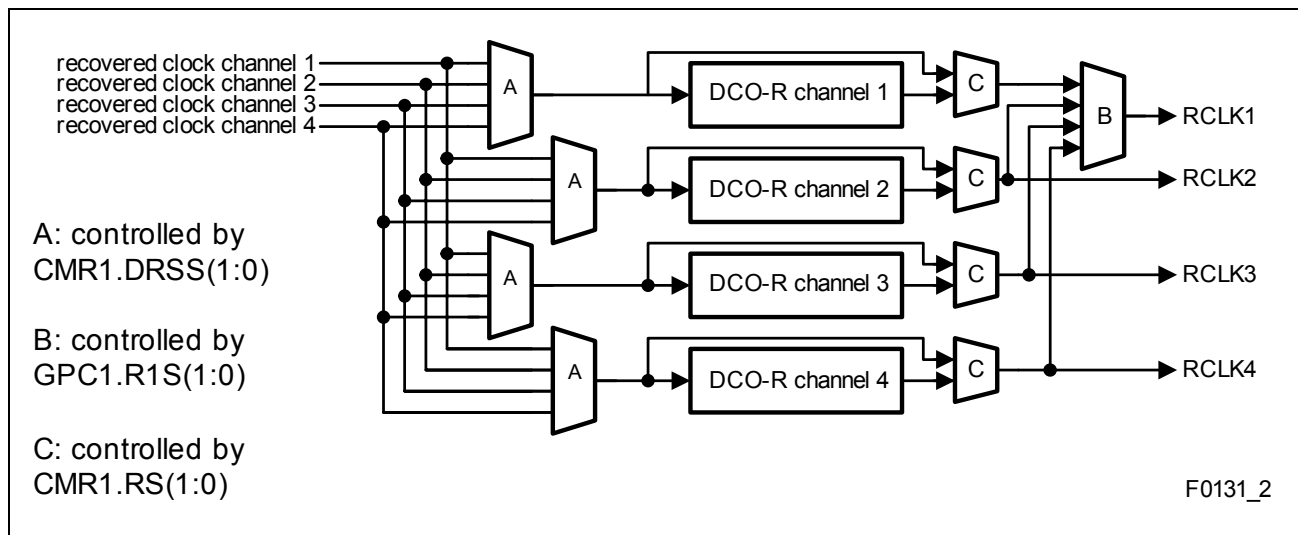 recovered clock channel 1
recovered clock channel 2
recovered clock channel 3
recovered clock channel 4
A
DCO-R channel 1
C
B
RCLK1
A
DCO-R channel 2
C
RCLK2
A
DCO-R channel 3
C
RCLK3
A
DCO-R channel 4
C
RCLK4
A: controlled by
CMR1.DRSS(1:0)
B: controlled by
GPC1.R1S(1:0)
C: controlled by
CMR1.RS(1:0)
F0131_2